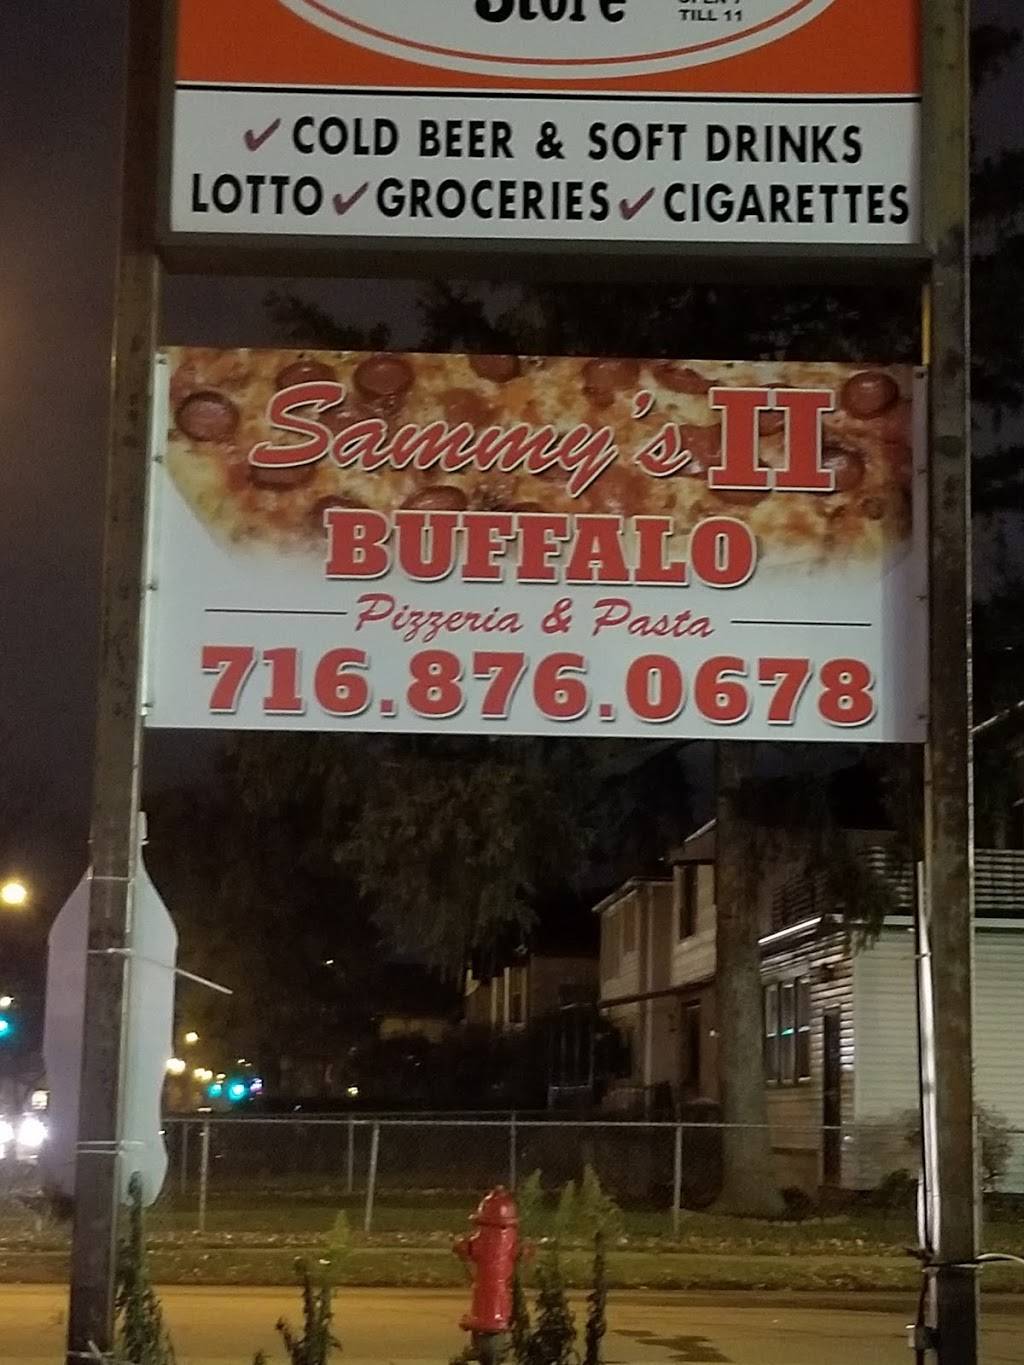 Store
TILL 11
✓ COLD BEER & SOFT DRINKS
LOTTO ✓ GROCERIES ✓ CIGARETTES
Sammy's II
BUFFALO
Pizzeria & Pasta
716.876.0678